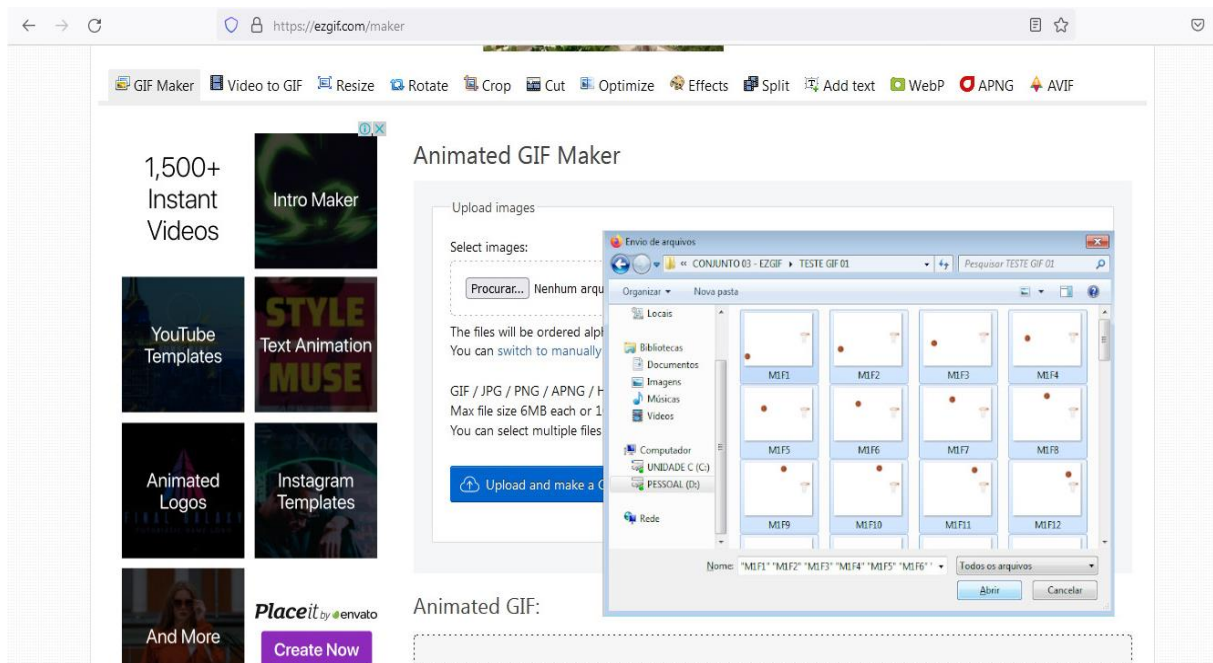 https://ezgif.com/maker
GIF Maker Video to GIF Resize Rotate Crop Cut Optimize Effects Split Add text WebP APNG AVIF
1,500+
Instant
Videos
Intro Maker
YouTube
Templates
STYLE
Text Animation
MUSE
Animated
Logos
Instagram
Templates
And More
Placeit by envato
Create Now
Animated GIF Maker
Upload images
Select images:
Procurar... Nenhum arqu
The files will be ordered alph
You can switch to manually
GIF / JPG / PNG / APNG / H
Max file size 6MB each or 1
You can select multiple files
Upload and make a G
Animated GIF:
Envio de arquivos
« CONJUNTO 03 - EZGIF TESTE GIF 01
Pesquisar TESTE GIF 01
Organizar Nova pasta
Locais
Bibliotecas
Documentos
Imagens
Músicas
Vídeos
Computador
UNIDADE C (C:)
PESSOAL (D:)
Rede
M1F1 M1F2 M1F3 M1F4
M1F5 M1F6 M1F7 M1F8
M1F9 M1F10 M1F11 M1F12
Nome: "M1F1" "M1F2" "M1F3" "M1F4" "M1F5" "M1F6" "
Todos os arquivos
Abrir Cancelar